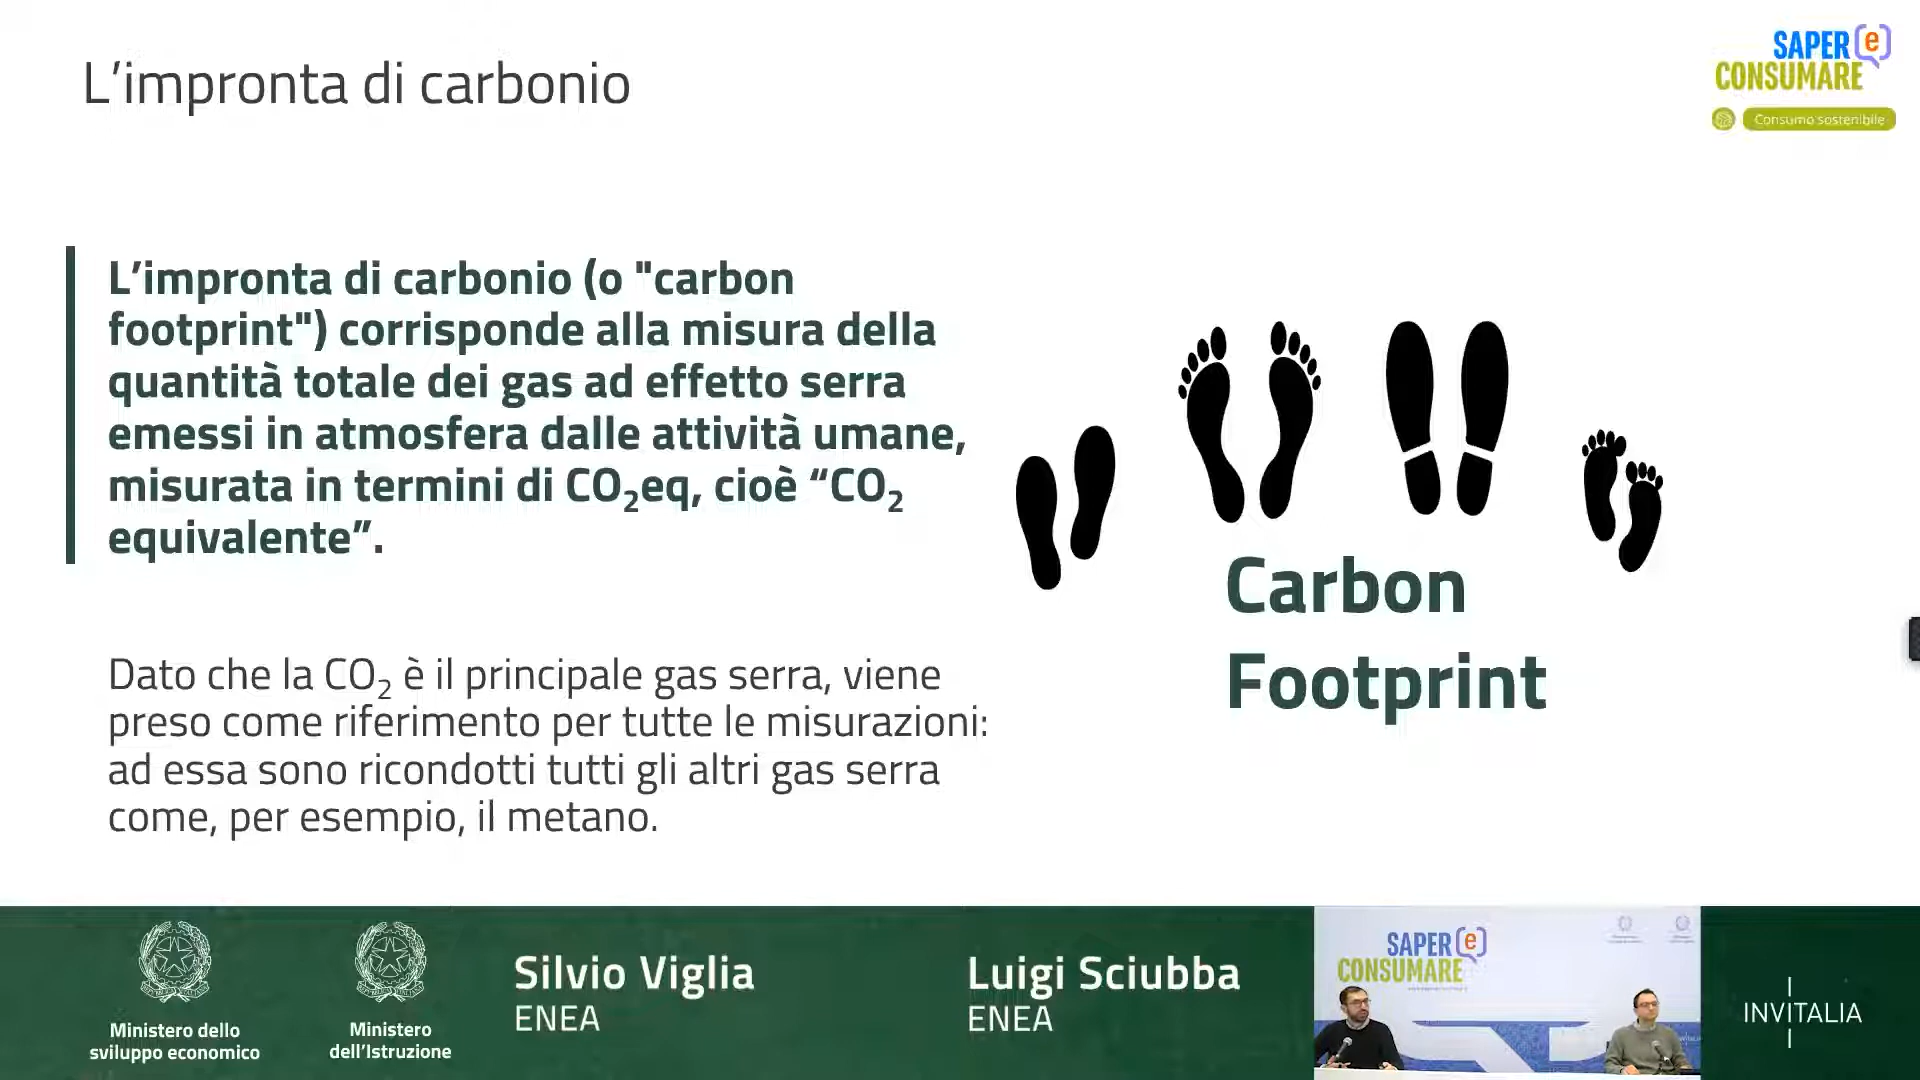 L’impronta di carbonio
SAPER(e)
CONSUMARE
Consumo sostenibile
L’impronta di carbonio (o "carbon
footprint") corrisponde alla misura della
quantità totale dei gas ad effetto serra
emessi in atmosfera dalle attività umane,
misurata in termini di CO₂eq, cioè “CO₂
equivalente”.
Dato che la CO₂ è il principale gas serra, viene
preso come riferimento per tutte le misurazioni:
ad essa sono ricondotti tutti gli altri gas serra
come, per esempio, il metano.
Carbon
Footprint
Ministero dello
sviluppo economico
Ministero
dell’Istruzione
Silvio Viglia
ENEA
Luigi Sciubba
ENEA
SAPER(e)
CONSUMARE
INVITALIA